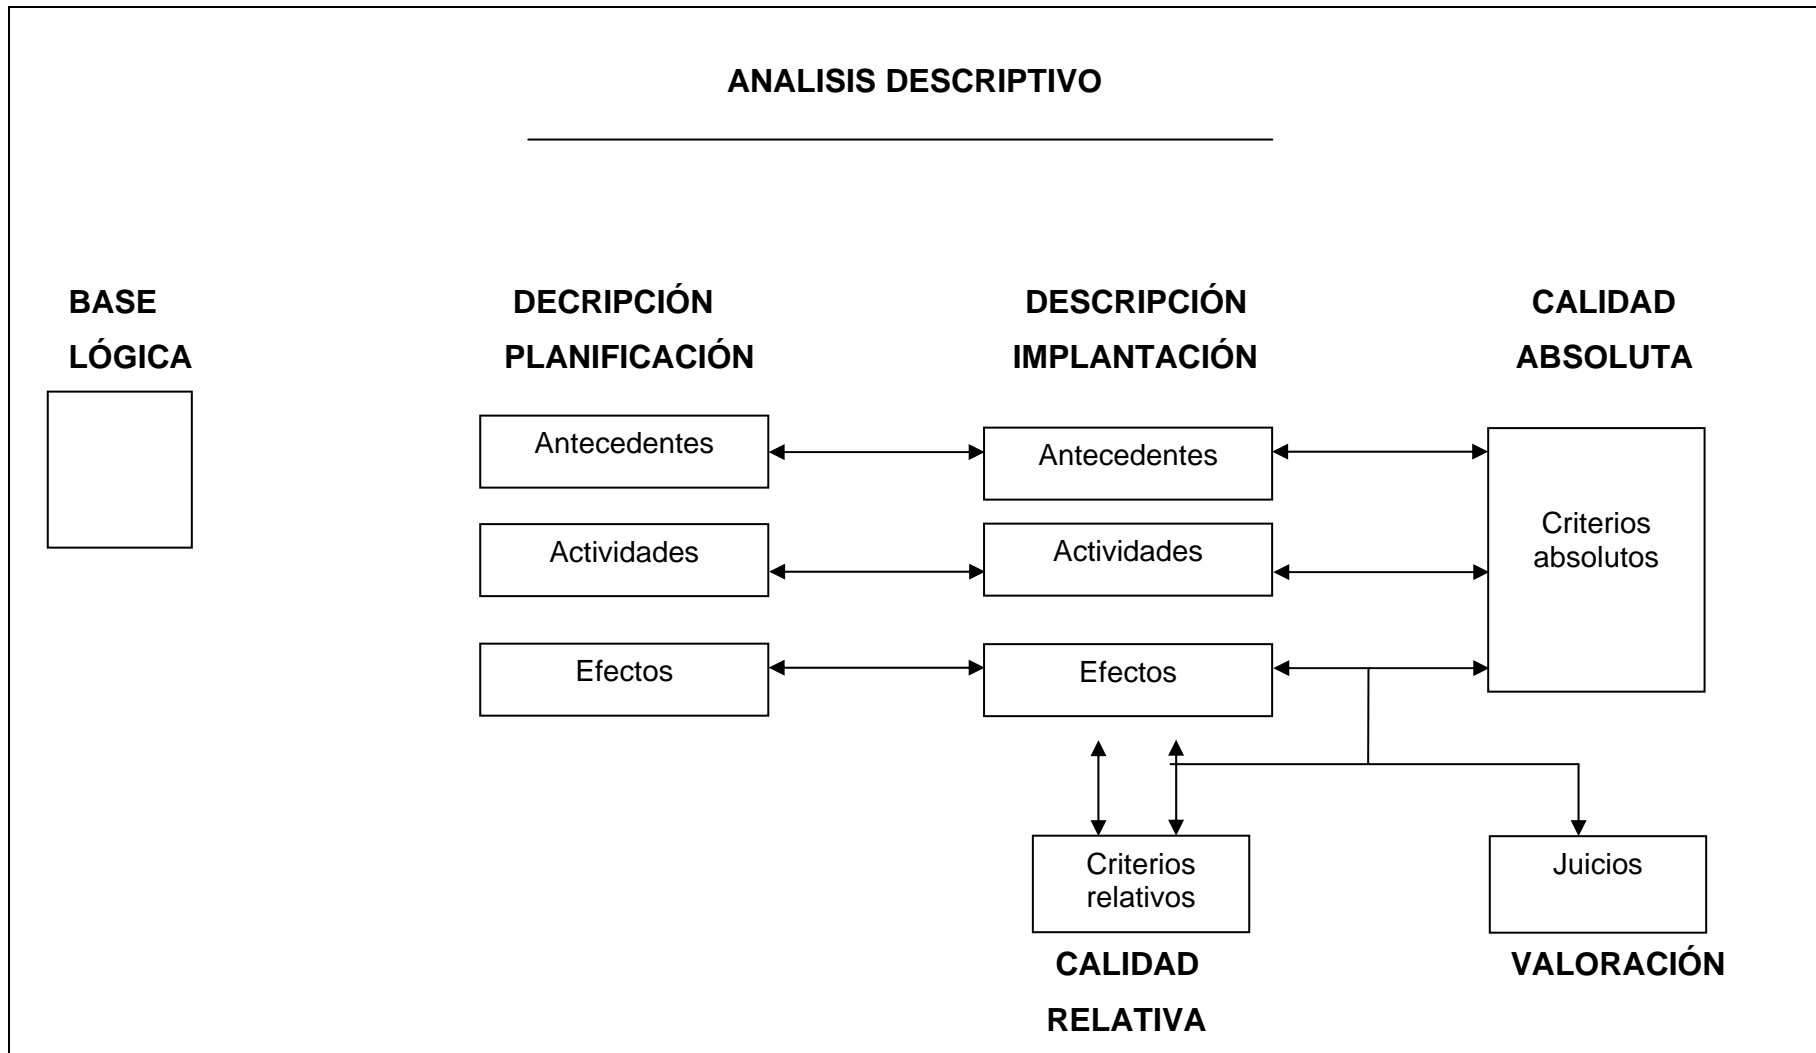 ANALISIS DESCRIPTIVO
BASE
LÓGICA
DECRIPCIÓN
PLANIFICACIÓN
DESCRIPCIÓN
IMPLANTACIÓN
CALIDAD
ABSOLUTA
Antecedentes
Antecedentes
Criterios
absolutos
Actividades
Actividades
Efectos
Efectos
Criterios
relativos
Juicios
CALIDAD
RELATIVA
VALORACIÓN